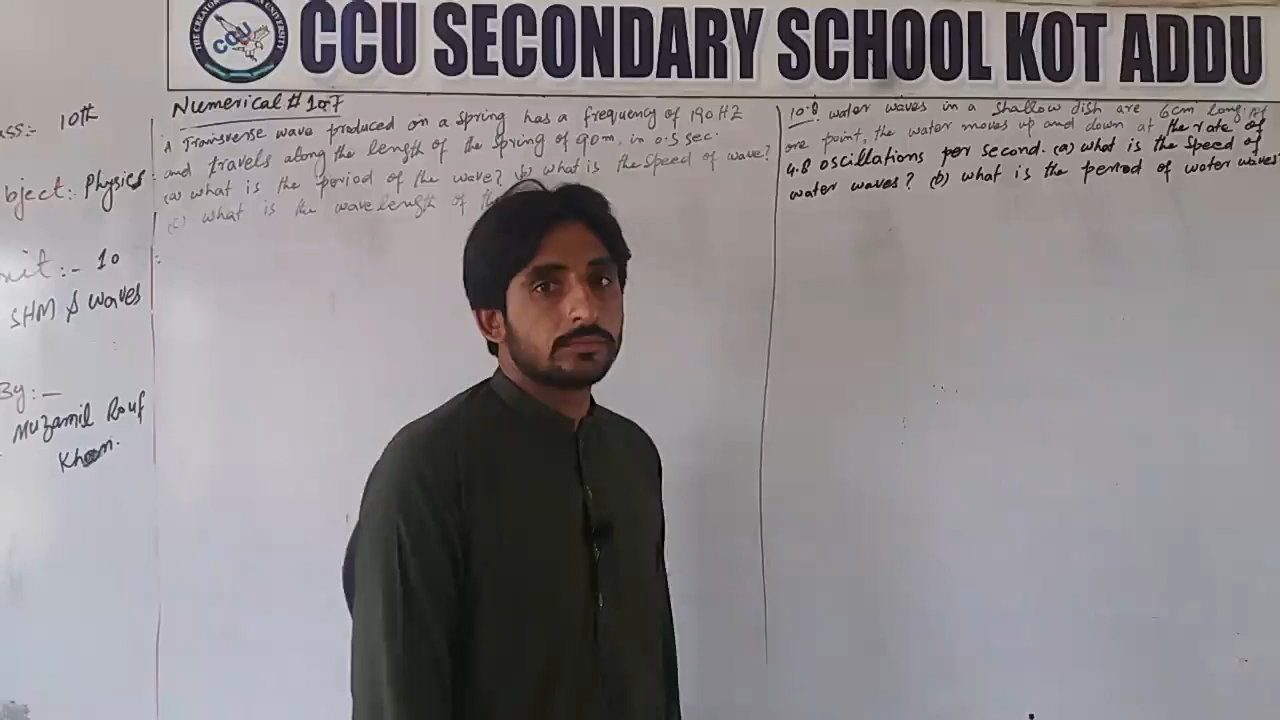 CCU SECONDARY SCHOOL KOT ADDU
CCU
10th
Physics
10
SHM & waves
By:-
Muzamil Rouf
Numerical # 10.7
A Transverse wave produced on a spring has a frequency of 190 HZ
and travels along the length of the spring of 90m, in 0.5 sec.
(a) what is the period of the wave? (b) what is the speed of wave?
(c) what is the wavelength of
10.8 water waves in a shallow dish are 6cm long. At
one point, the water moves up and down at the rate of
4.8 oscillations per second. (a) what is the speed of
water waves? (b) what is the period of water waves?